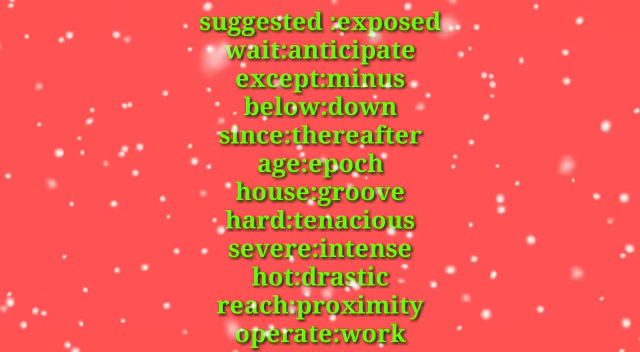 suggested :exposed
wait:anticipate
except:minus
below:down
since:thereafter
age:epoch
house:groove
hard:tenacious
severe:intense
hot:drastic
reach:proximity
operate:work